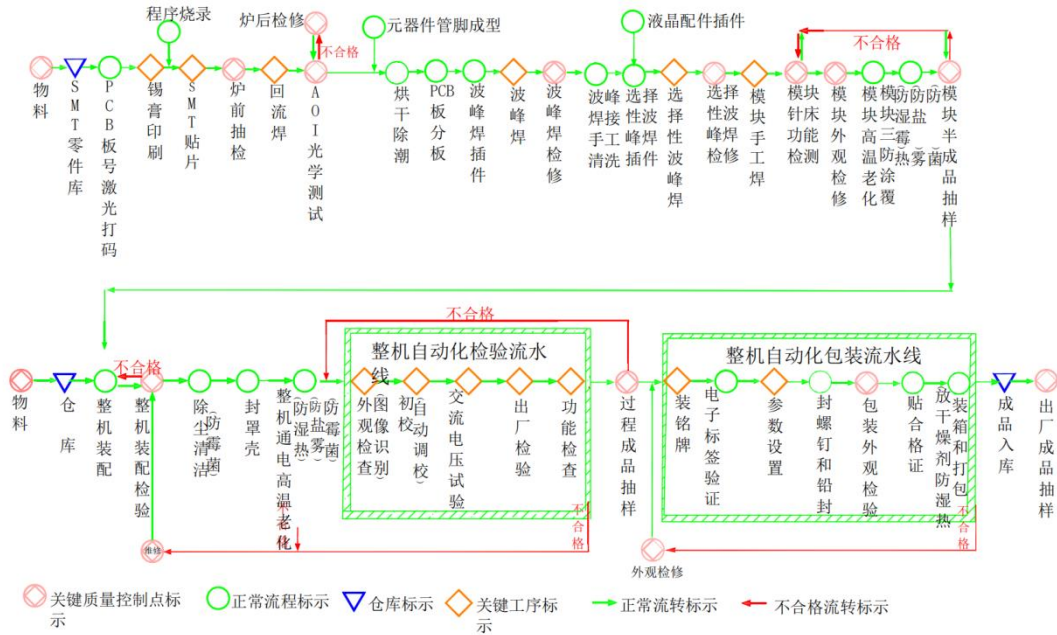 程序烧录
炉后检修
元器件管脚成型
液晶配件插件
不合格
不合格
物料
SMT零件库
PCB板号激光打码
锡膏印刷
SMT贴片
炉前抽检
回流焊
AOI光学测试
烘干除潮
PCB板分板
波峰焊插件
波峰焊
波峰焊检修
波峰焊接手工清洗
选择性波峰焊插件
选择性波峰焊
选择性波峰焊检修
模块手工焊
模块针床功能检测
模块外观检修
模块高温老化
模块三防涂覆(防湿热)(防盐雾)(防霉菌)
模块半成品抽样
不合格
不合格
整机自动化检验流水线
整机自动化包装流水线
物料
仓库
整机装配
整机装配检验
除尘清洁(防霉菌)
封罩壳
整机通电高温老化(防湿热)(防盐雾)(防霉菌)
外观检查(图像识别)
初校(自动调校)
交流电压试验
出厂检验
功能检查
过程成品抽样
装铭牌
电子标签验证
参数设置
封螺钉和铅封
包装外观检验
贴合格证
放干燥剂防湿热
装箱和打包
成品入库
出厂成品抽样
不合格
不合格
维修
外观检修
关键质量控制点标示
正常流程标示
仓库标示
关键工序标示
正常流转标示
不合格流转标示